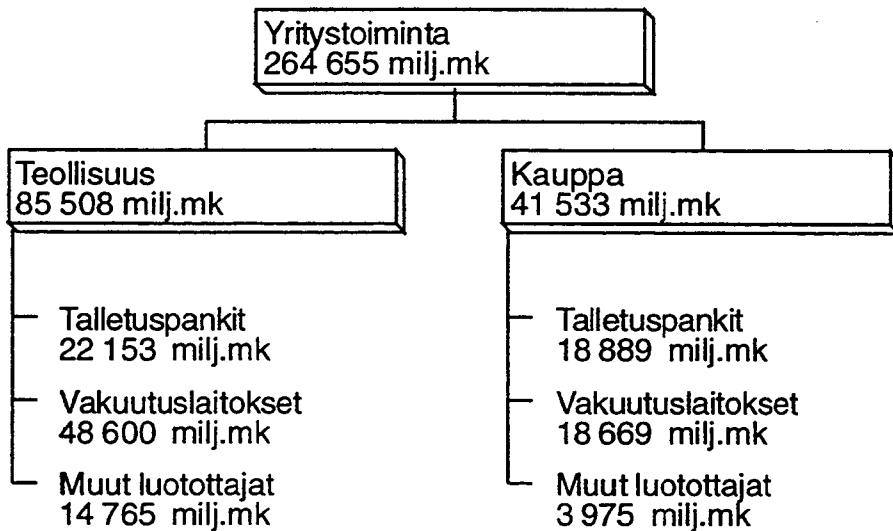 Yritystoiminta
264 655 milj.mk
Teollisuus
85 508 milj.mk
Kauppa
41 533 milj.mk
Talletuspankit
22 153 milj.mk
Vakuutuslaitokset
48 600 milj.mk
Muut luotottajat
14 765 milj.mk
Talletuspankit
18 889 milj.mk
Vakuutuslaitokset
18 669 milj.mk
Muut luotottajat
3 975 milj.mk